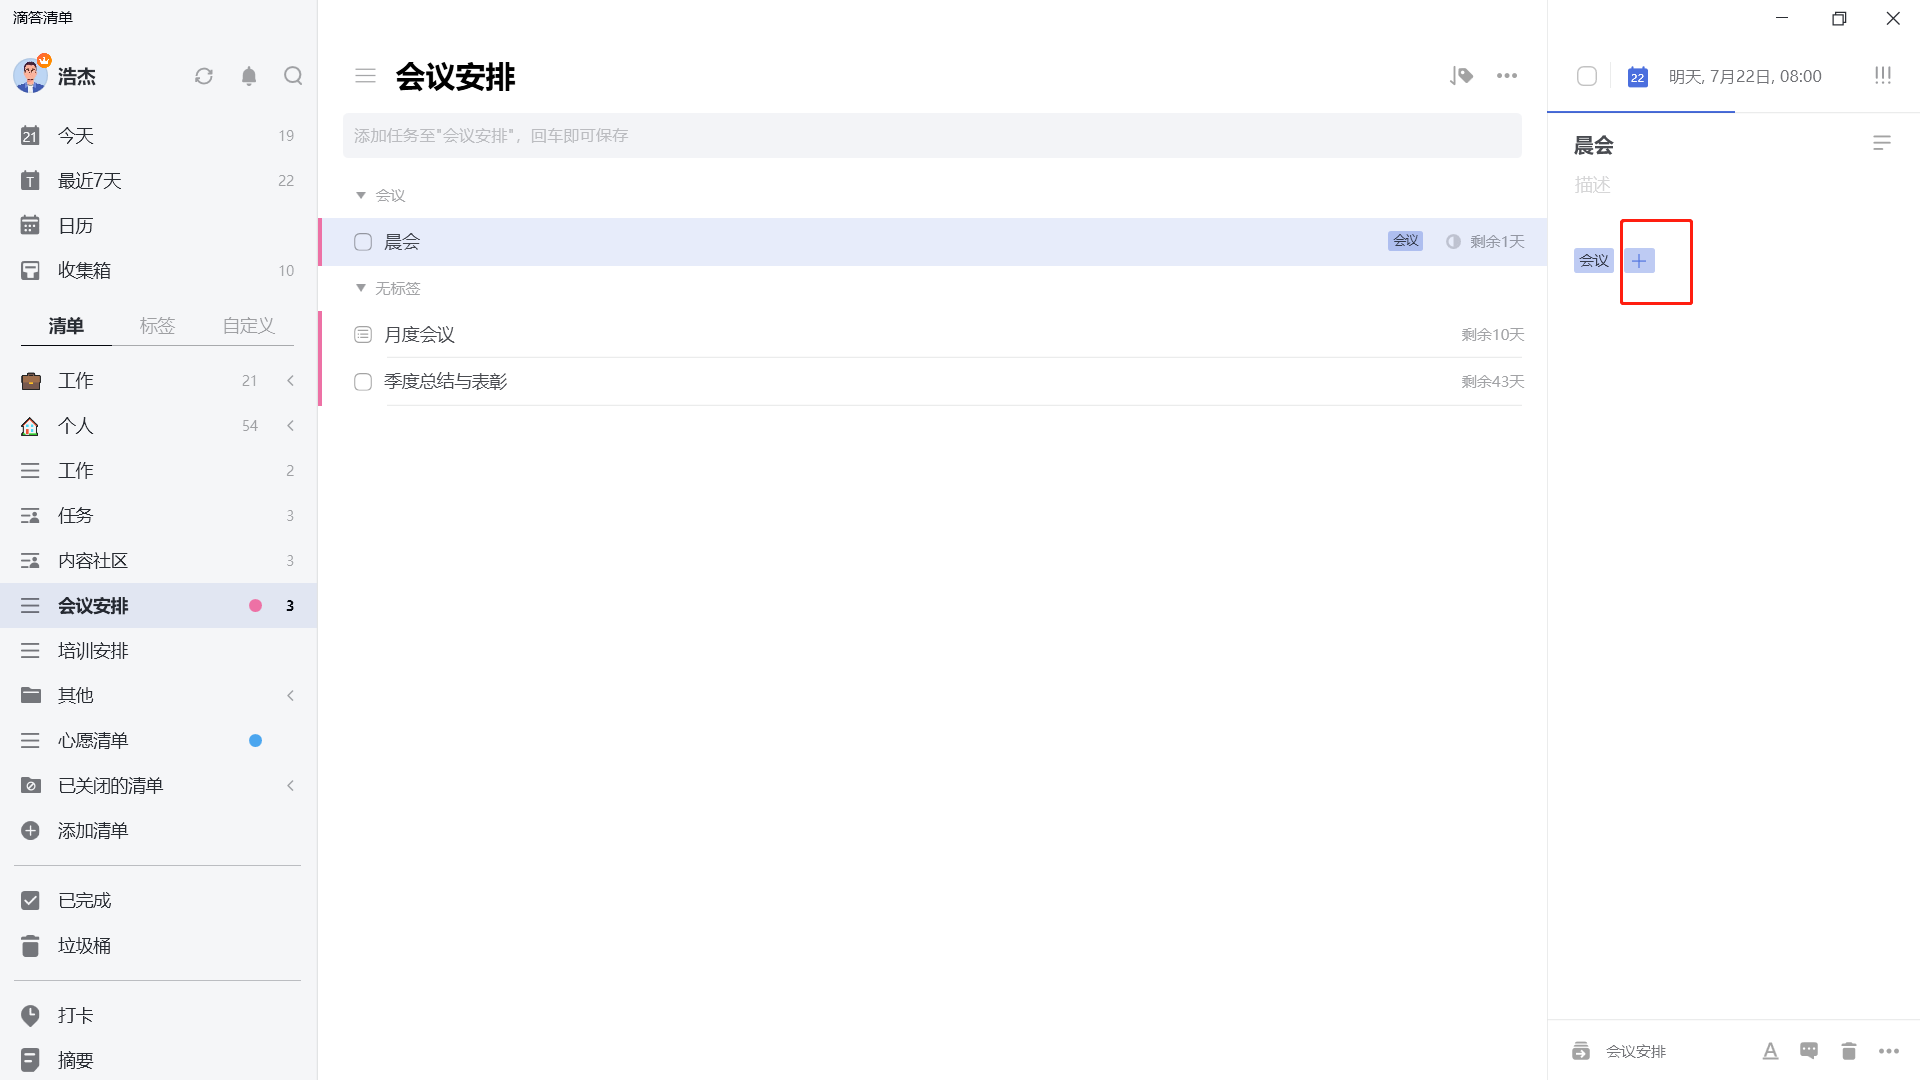 滴答清单
浩杰
21 今天 19
T 最近7天 22
日历
收集箱 10
清单 标签 自定义
工作 21
个人 54
工作 2
任务 3
内容社区 3
会议安排 3
培训安排
其他
心愿清单
已关闭的清单
添加清单
已完成
垃圾桶
打卡
摘要
会议安排
添加任务至"会议安排"，回车即可保存
会议
晨会 会议 剩余1天
无标签
月度会议 剩余10天
季度总结与表彰 剩余43天
22 明天, 7月22日, 08:00
晨会
描述
会议
会议安排 A